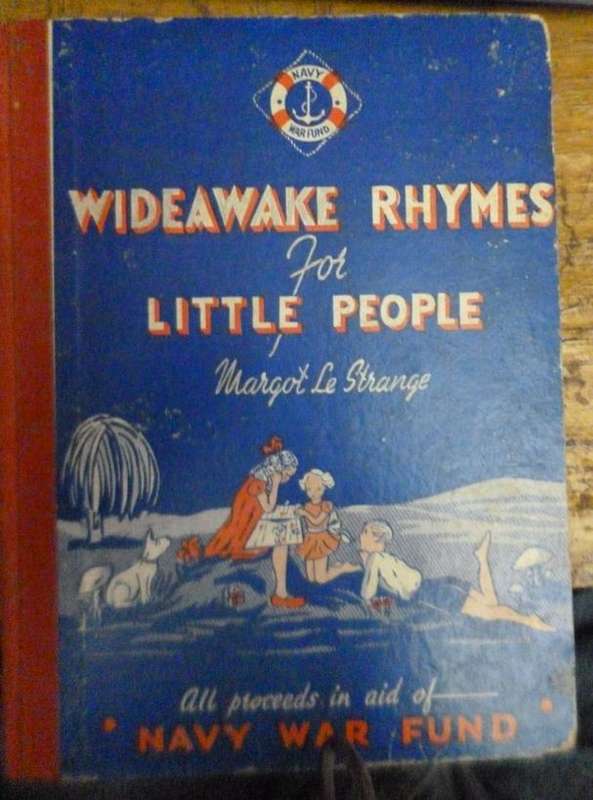 NAVY
WAR FUND
WIDEAWAKE RHYMES
For
LITTLE PEOPLE
Margot Le Strange
All proceeds in aid of
NAVY WAR FUND